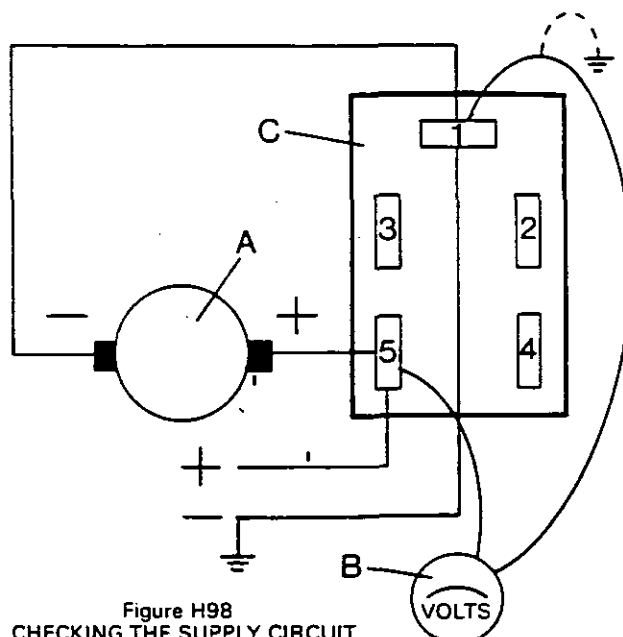 1
C
3
2
A
−
+
5
4
+
−
B
VOLTS
Figure H98
CHECKING THE SUPPLY CIRCUIT